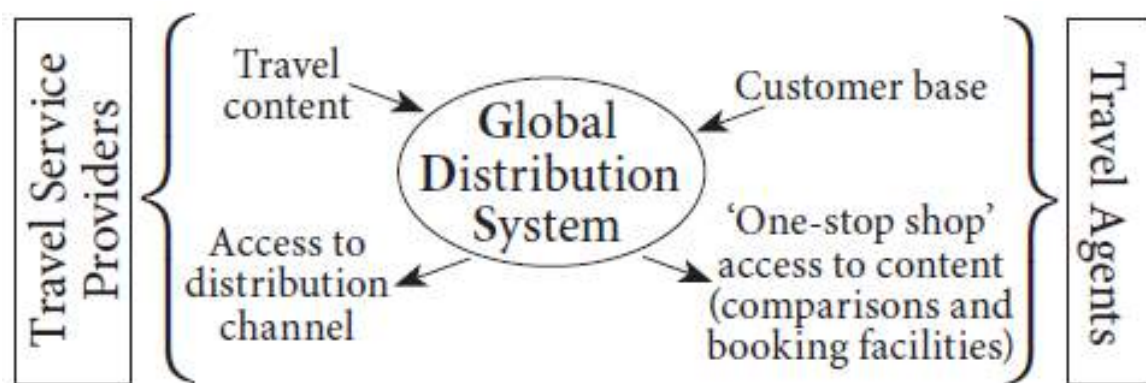 Travel Service
Providers
Travel
content
Access to
distribution
channel
Global
Distribution
System
Customer base
‘One-stop shop’
access to content
(comparisons and
booking facilities)
Travel Agents